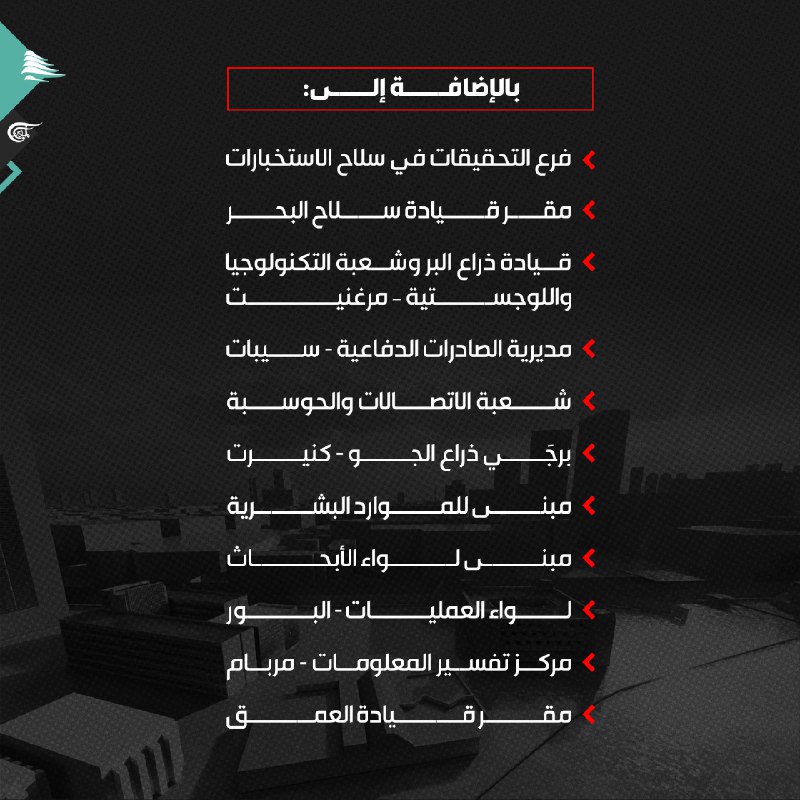 بالإضافة إلى:
فرع التحقيقات في سلاح الاستخبارات
مقر قيادة سلاح البحر
قيادة ذراع البر وشعبة التكنولوجيا
واللوجستية - مرغنيت
مديرية الصادرات الدفاعية - سيبات
شعبة الاتصالات والحوسبة
برجَي ذراع الجو - كنيرت
مبنى للموارد البشرية
مبنى لواء الأبحاث
لواء العمليات - البور
مركز تفسير المعلومات - مربام
مقر قيادة العمق